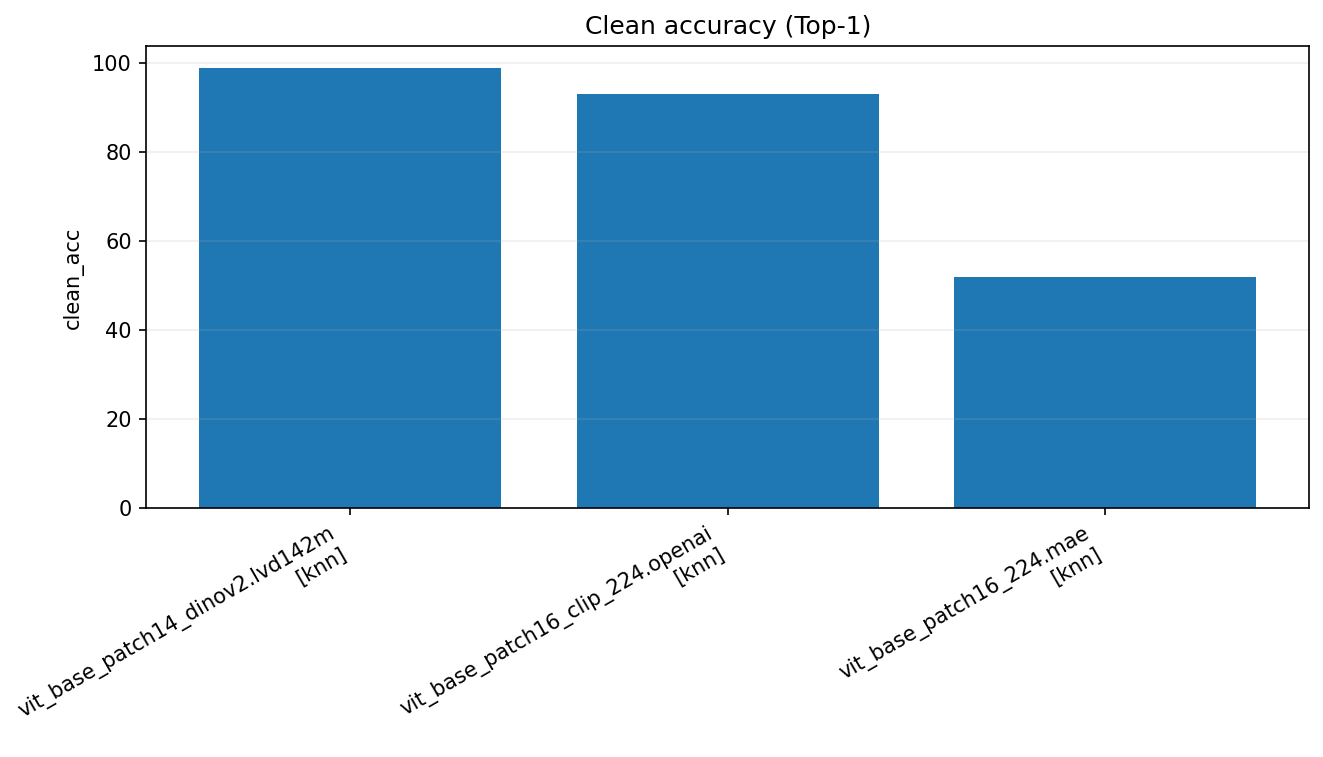 Clean accuracy (Top-1)
clean_acc
100
80
60
40
20
0
vit_base_patch14_dinov2.lvd142m
[knn]
vit_base_patch16_clip_224.openai
[knn]
vit_base_patch16_224.mae
[knn]